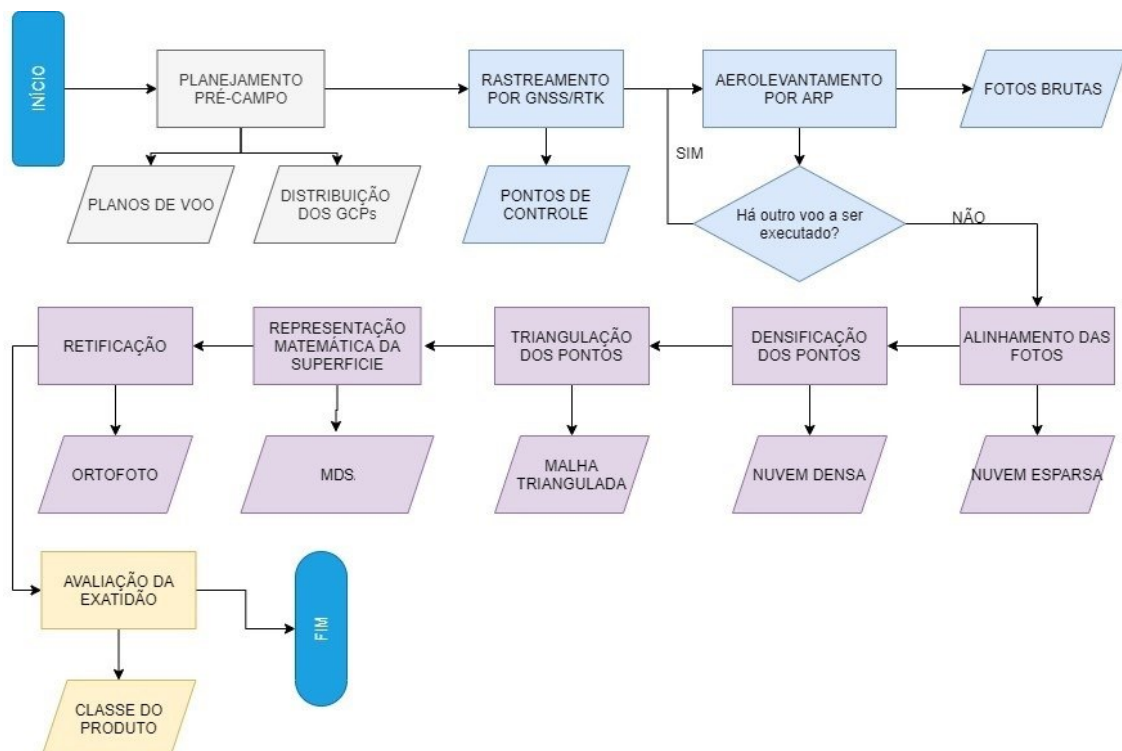 INÍCIO
PLANEJAMENTO
PRÉ-CAMPO
RASTREAMENTO
POR GNSS/RTK
AEROLEVANTAMENTO
POR ARP
FOTOS BRUTAS
PLANOS DE VOO
DISTRIBUIÇÃO
DOS GCPs
PONTOS DE
CONTROLE
SIM
Há outro voo a ser
executado?
NÃO
RETIFICAÇÃO
REPRESENTAÇÃO
MATEMÁTICA DA
SUPERFICIE
TRIANGULAÇÃO
DOS PONTOS
DENSIFICAÇÃO
DOS PONTOS
ALINHAMENTO DAS
FOTOS
ORTOFOTO
MDS.
MALHA
TRIANGULADA
NUVEM DENSA
NUVEM ESPARSA
AVALIAÇÃO DA
EXATIDÃO
FIM
CLASSE DO
PRODUTO